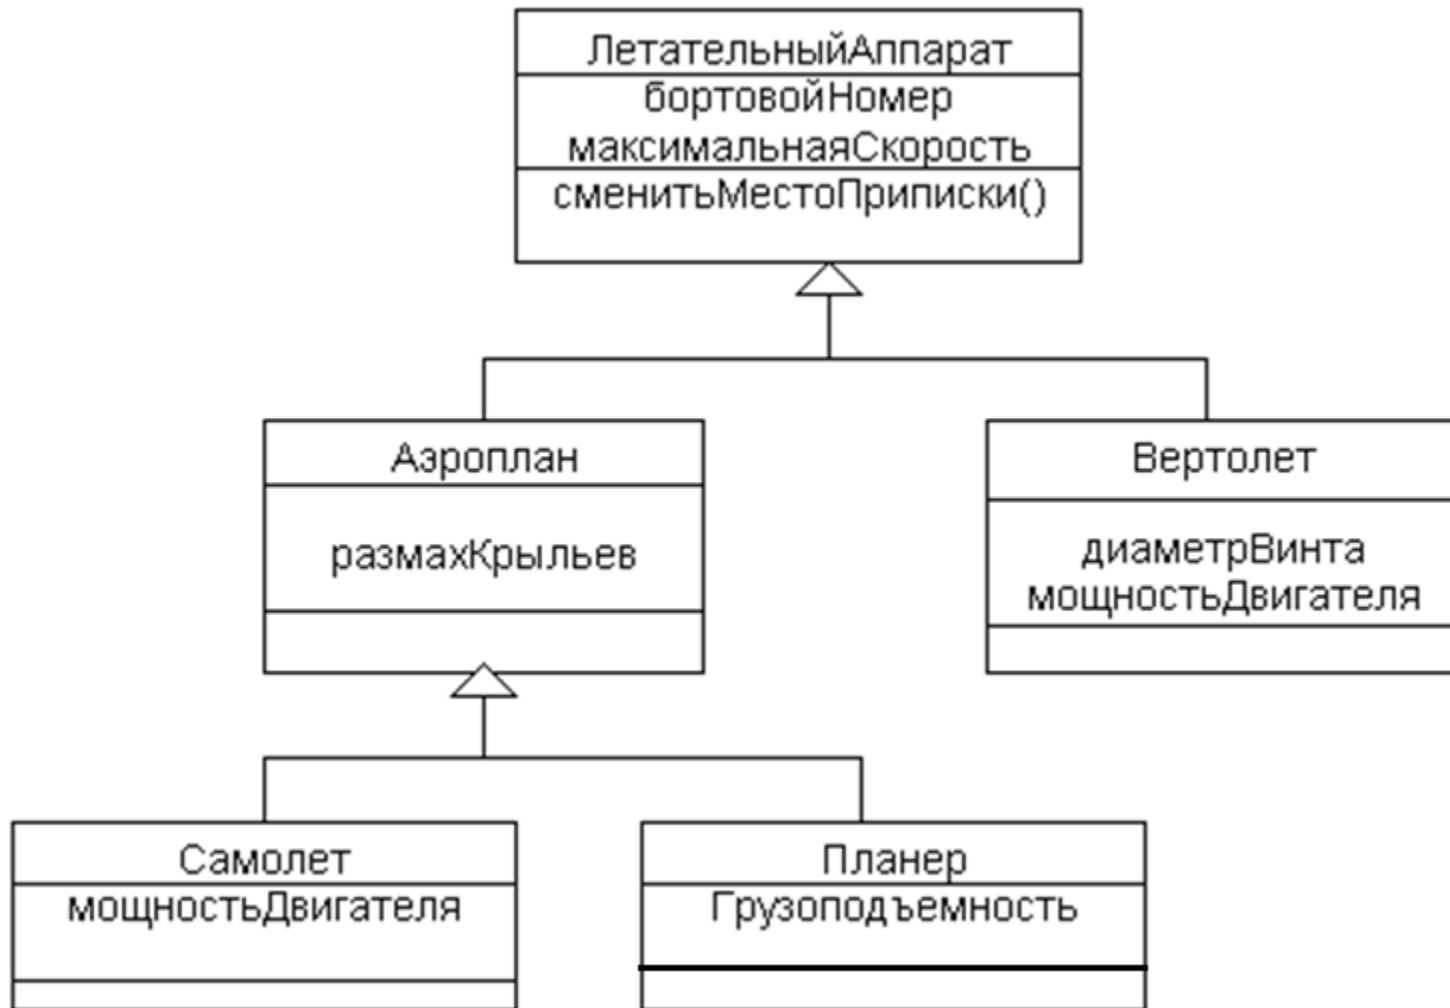 ЛетательныйАппарат
бортовойНомер
максимальнаяСкорость
сменитьМестоПриписки()
Аэроплан
размахКрыльев
Вертолет
диаметрВинта
мощностьДвигателя
Самолет
мощностьДвигателя
Планер
Грузоподъемность